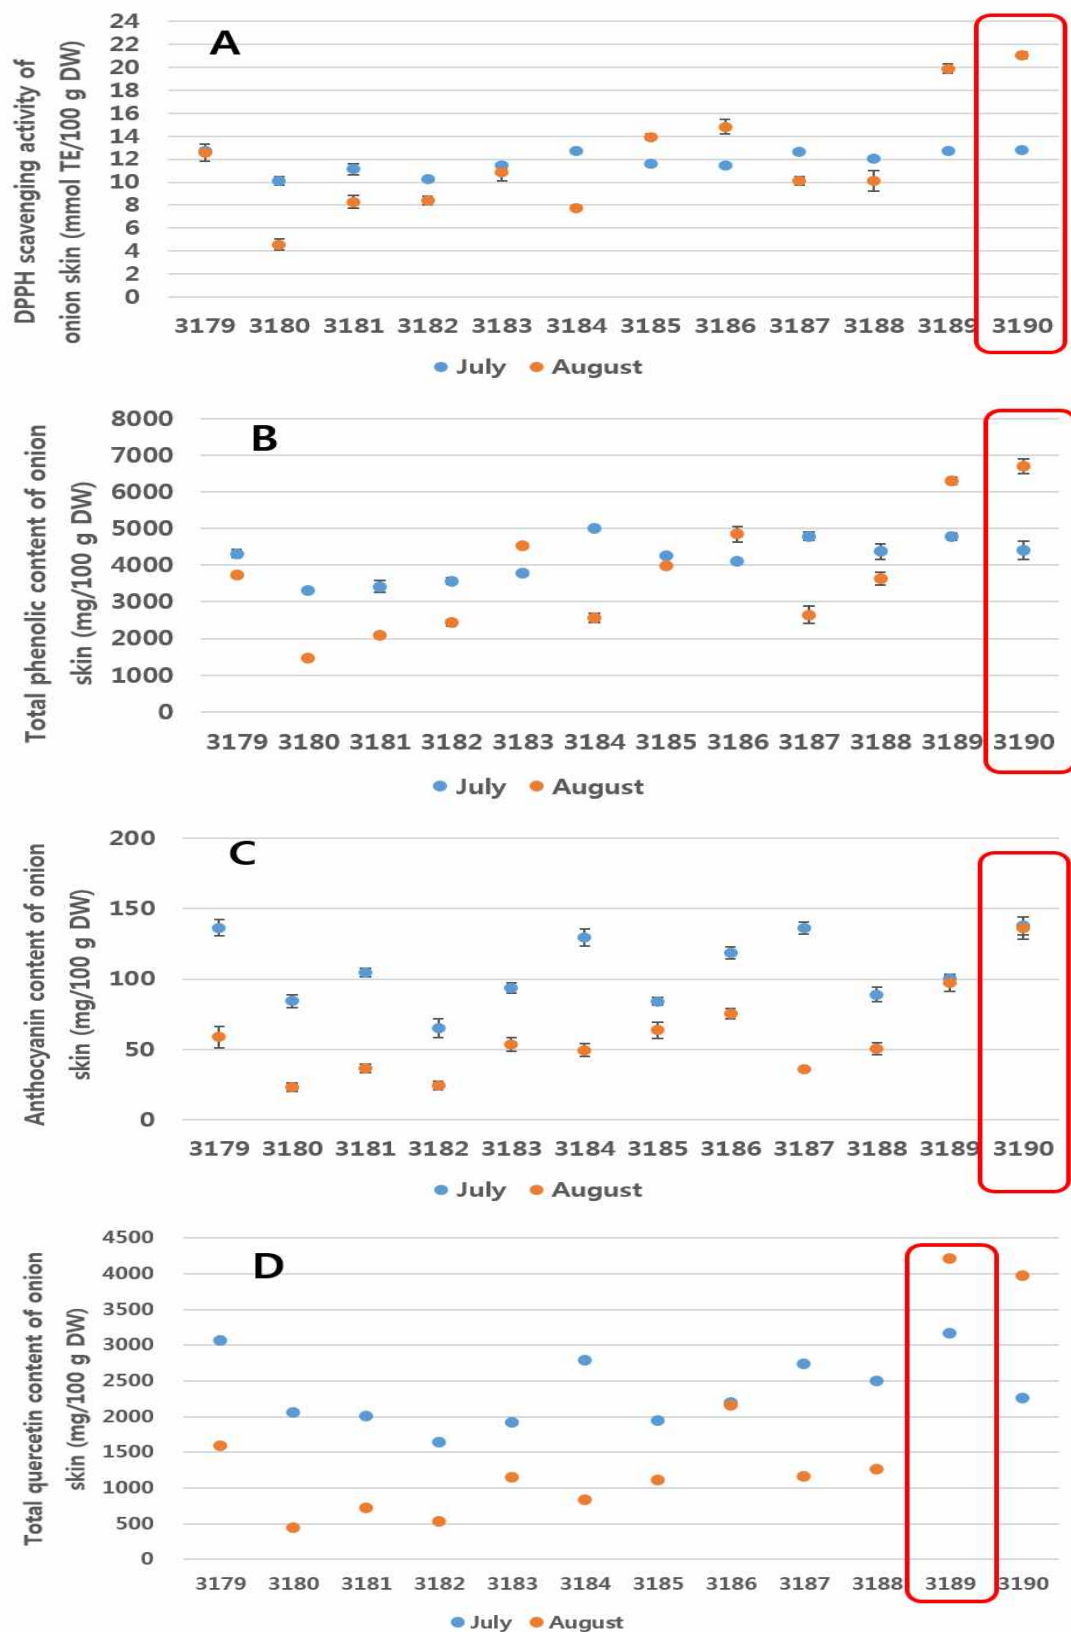 A
DPPH scavenging activity of
onion skin (mmol TE/100 g DW)
24
22
20
18
16
14
12
10
8
6
4
2
0
3179 3180 3181 3182 3183 3184 3185 3186 3187 3188 3189 3190
July August
B
Total phenolic content of onion
skin (mg/100 g DW)
8000
7000
6000
5000
4000
3000
2000
1000
0
3179 3180 3181 3182 3183 3184 3185 3186 3187 3188 3189 3190
July August
C
Anthocyanin content of onion
skin (mg/100 g DW)
200
150
100
50
0
3179 3180 3181 3182 3183 3184 3185 3186 3187 3188 3189 3190
July August
D
Total quercetin content of onion
skin (mg/100 g DW)
4500
4000
3500
3000
2500
2000
1500
1000
500
0
3179 3180 3181 3182 3183 3184 3185 3186 3187 3188 3189 3190
July August